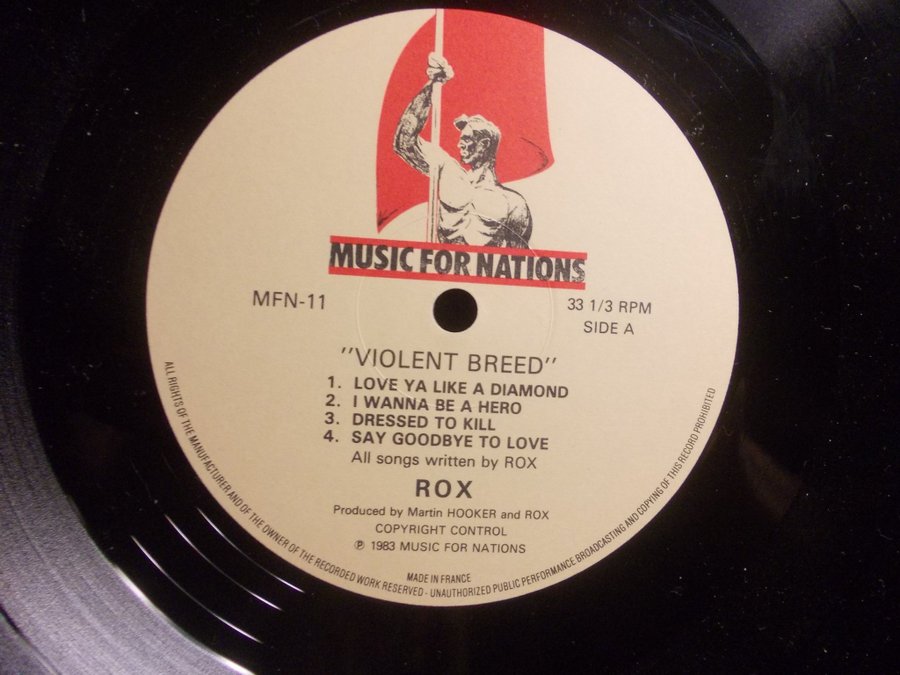 MUSIC FOR NATIONS
MFN-11
33 1/3 RPM
SIDE A
"VIOLENT BREED"
1. LOVE YA LIKE A DIAMOND
2. I WANNA BE A HERO
3. DRESSED TO KILL
4. SAY GOODBYE TO LOVE
All songs written by ROX
ROX
Produced by Martin HOOKER and ROX
COPYRIGHT CONTROL
℗ 1983 MUSIC FOR NATIONS
MADE IN FRANCE
ALL RIGHTS OF THE MANUFACTURER AND OF THE OWNER OF THE RECORDED WORK RESERVED - UNAUTHORIZED PUBLIC PERFORMANCE BROADCASTING AND COPYING OF THIS RECORD PROHIBITED